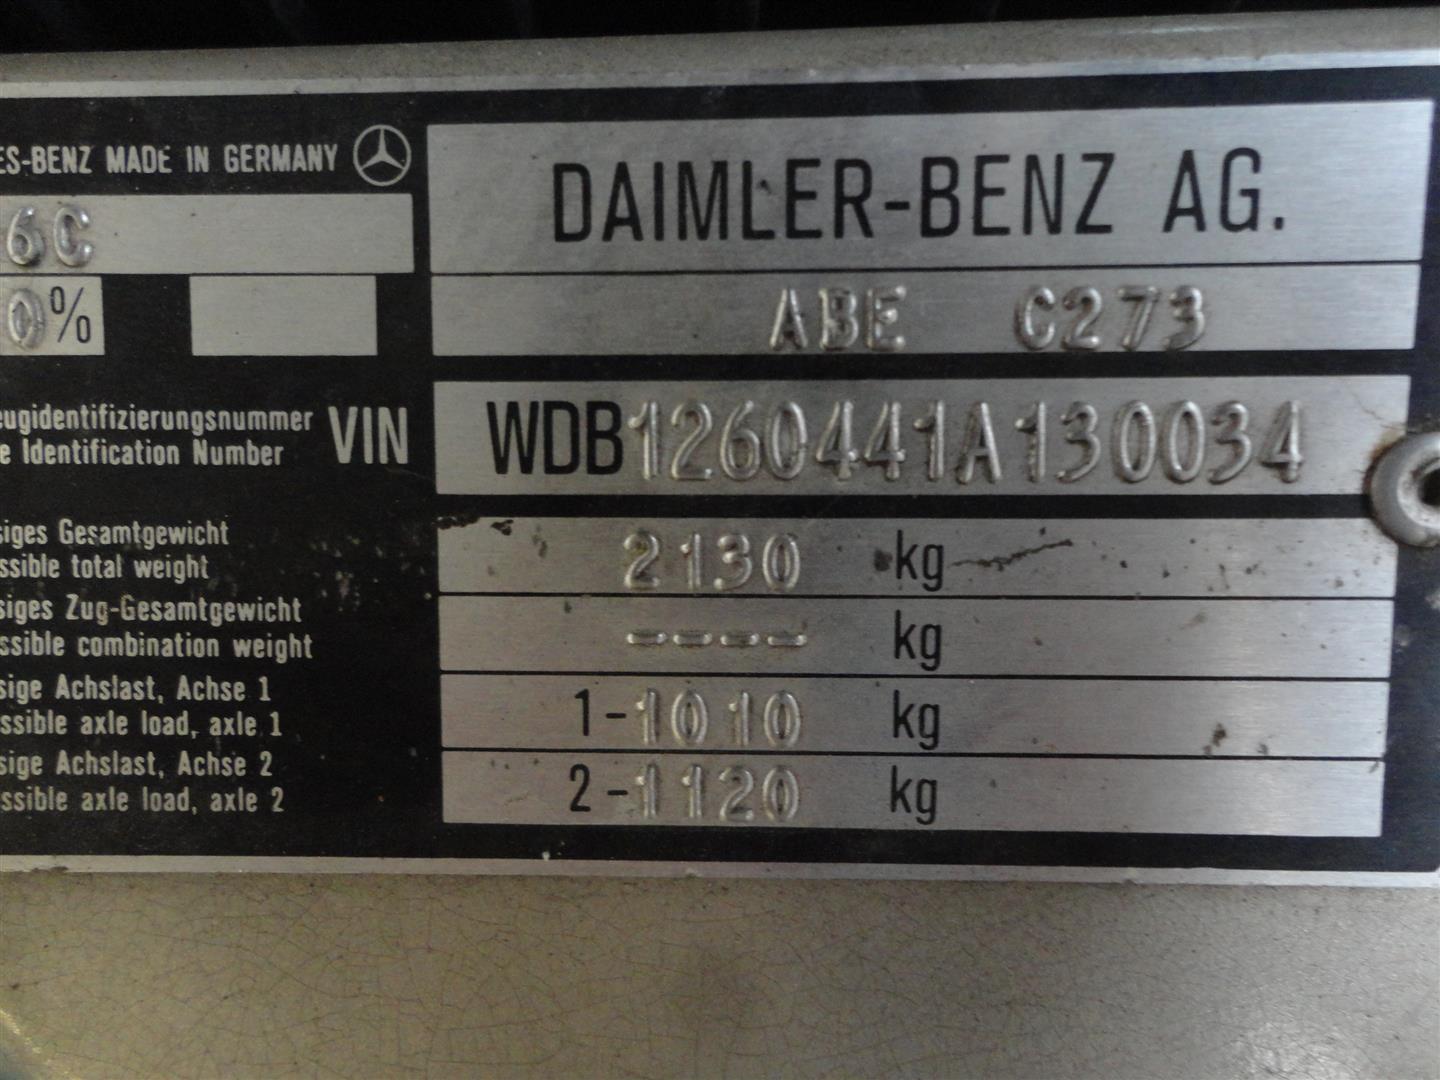 ES-BENZ MADE IN GERMANY
DAIMLER-BENZ AG.
6C
ABE C273
0%
eugidentifizierungsnummer
e Identification Number
VIN
WDB1260441A130034
siges Gesamtgewicht
ssible total weight
2130 kg
siges Zug-Gesamtgewicht
ssible combination weight
---- kg
sige Achslast, Achse 1
ssible axle load, axle 1
1-1010 kg
sige Achslast, Achse 2
ssible axle load, axle 2
2-1120 kg